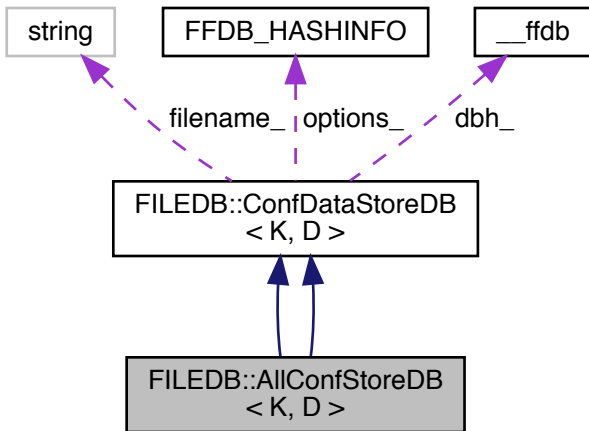 string
FFDB_HASHINFO
__ffdb
filename_
options_
dbh_
FILEDB::ConfDataStoreDB
< K, D >
FILEDB::AllConfStoreDB
< K, D >